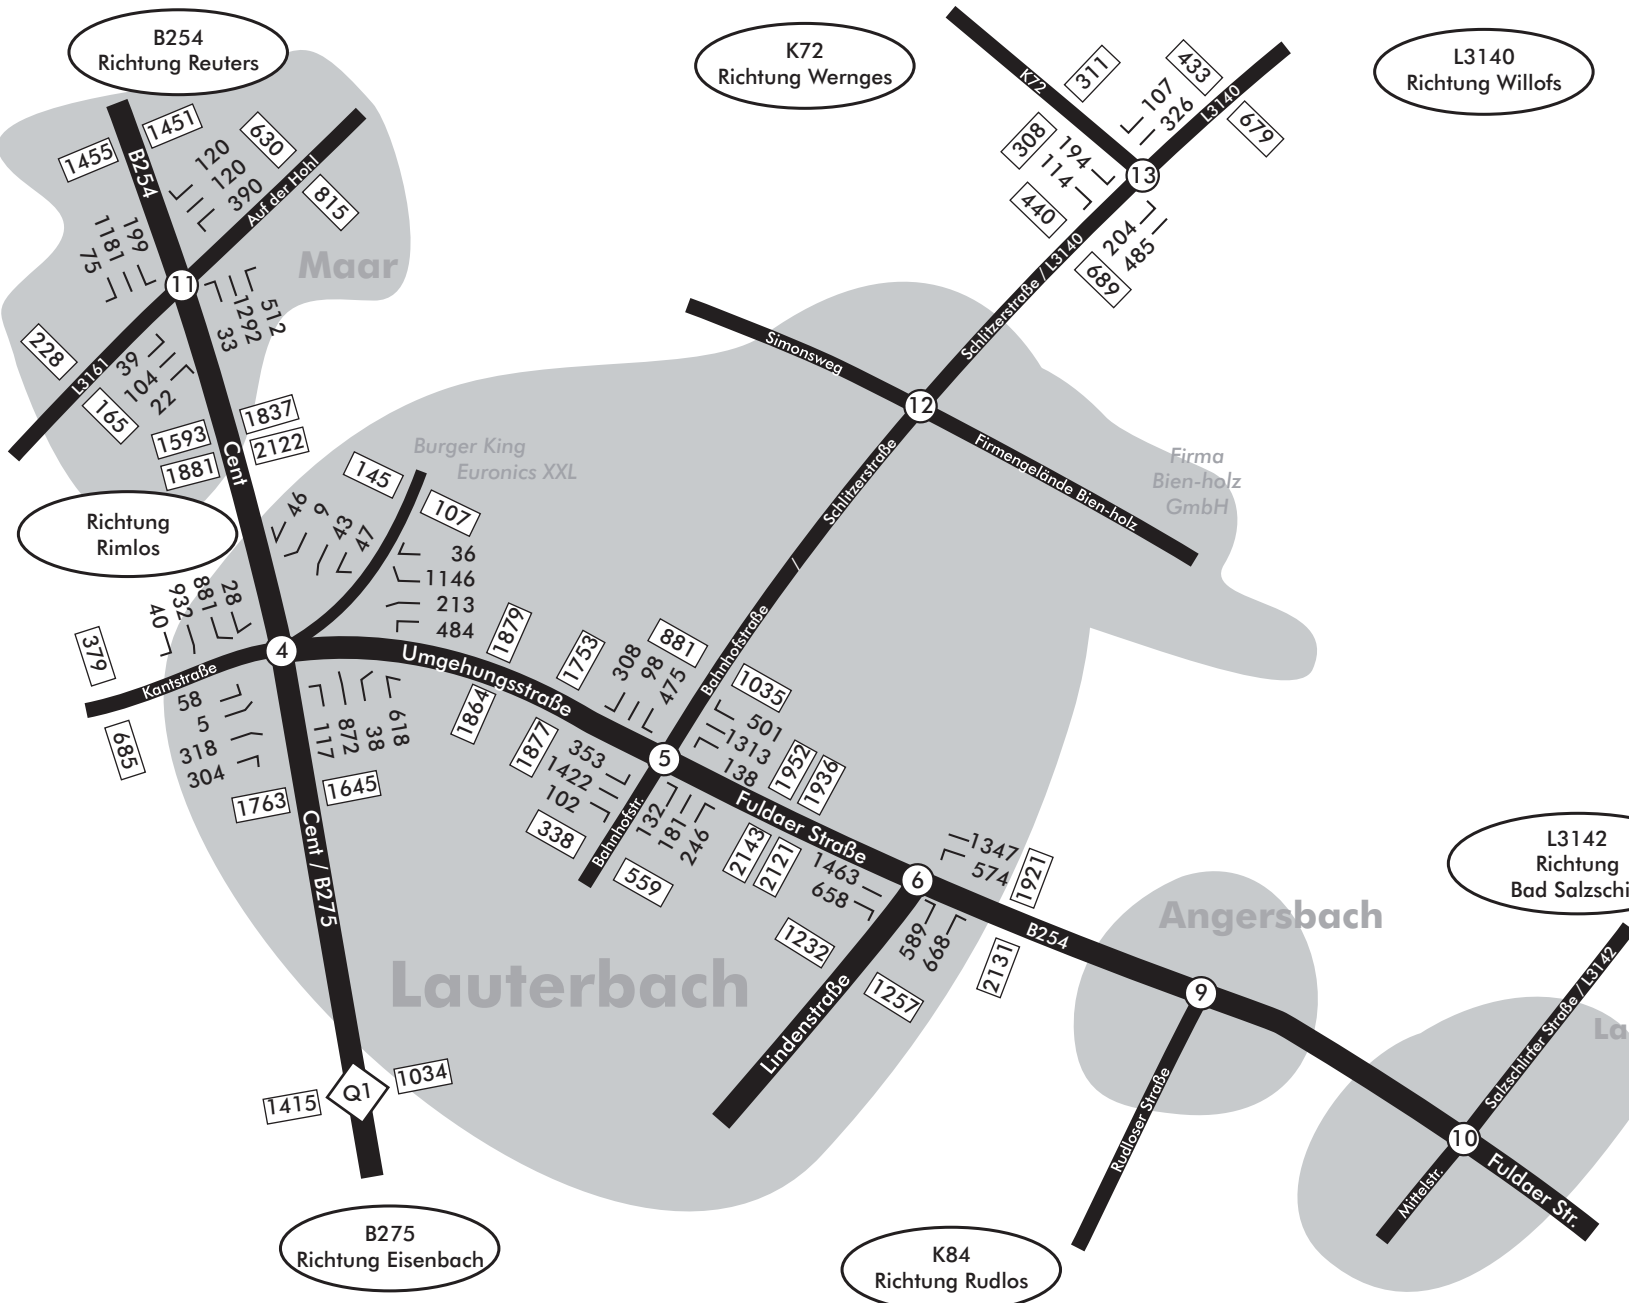 B254
Richtung Reuters
K72
Richtung Wernges
L3140
Richtung Willofs
1455
1451
B254
120
120
390
630
Auf der Hohl
815
199
1181
75
11
Maar
228
L3161
165
39
104
22
33
1292
512
1593
1881
1837
2122
Cent
Richtung
Rimlos
K72
311
107
326
433
L3140
679
308
194
114
440
13
204
485
689
Schlitzerstraße / L3140
Simonsweg
12
Firmengelände Bien-holz
Firma
Bien-holz
GmbH
Schlitzerstraße
/
Bahnhofstraße
Burger King
Euronics XXL
145
107
46
9
43
47
36
1146
213
484
28
881
932
40
379
Kantstraße
685
4
58
5
318
304
117
872
38
618
1763
1645
Cent / B275
Umgehungsstraße
1879
1864
1753
1877
308
98
475
881
1035
501
1313
138
5
353
1422
102
338
Bahnhofstr.
559
132
181
246
1952
1936
Fuldaer Straße
2143
2121
1463
658
6
1347
574
1921
589
668
2131
B254
1232
1257
Lindenstraße
Lauterbach
Angersbach
9
Rudloser Straße
L3142
Richtung
Bad Salzschi
Salzschlirfer Straße / L3142
La
10
Mittelstr.
Fuldaer Str.
Q1
1415
1034
B275
Richtung Eisenbach
K84
Richtung Rudlos